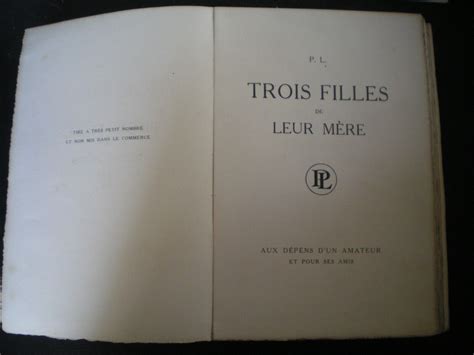 TIRÉ A TRÈS PETIT NOMBRE
ET NON MIS DANS LE COMMERCE
P. L.
TROIS FILLES
DE
LEUR MÈRE
PL
AUX DÉPENS D'UN AMATEUR
ET POUR SES AMIS